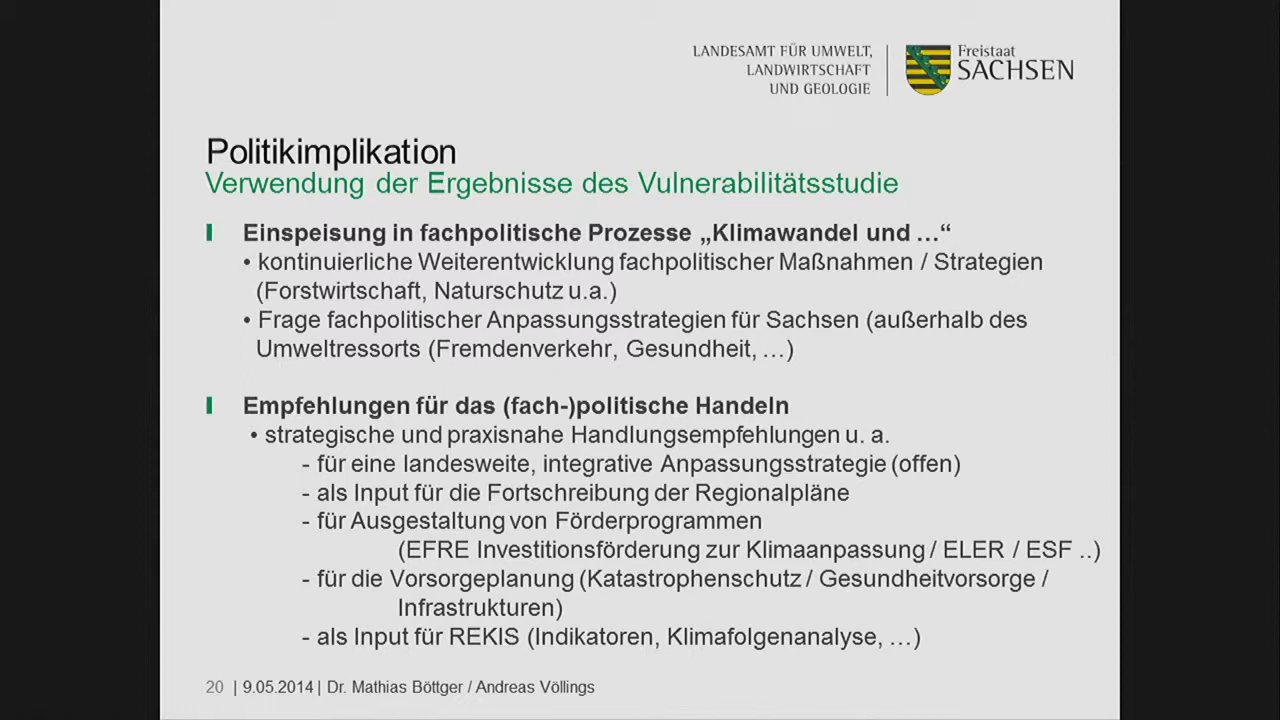 LANDESAMT FÜR UMWELT,
LANDWIRTSCHAFT
UND GEOLOGIE
Freistaat
SACHSEN
Politikimplikation
Verwendung der Ergebnisse des Vulnerabilitätsstudie
Einspeisung in fachpolitische Prozesse „Klimawandel und …“
• kontinuierliche Weiterentwicklung fachpolitischer Maßnahmen / Strategien
(Forstwirtschaft, Naturschutz u.a.)
• Frage fachpolitischer Anpassungsstrategien für Sachsen (außerhalb des
Umweltressorts (Fremdenverkehr, Gesundheit, …)
Empfehlungen für das (fach-)politische Handeln
• strategische und praxisnahe Handlungsempfehlungen u. a.
- für eine landesweite, integrative Anpassungsstrategie (offen)
- als Input für die Fortschreibung der Regionalpläne
- für Ausgestaltung von Förderprogrammen
(EFRE Investitionsförderung zur Klimaanpassung / ELER / ESF ..)
- für die Vorsorgeplanung (Katastrophenschutz / Gesundheitvorsorge /
Infrastrukturen)
- als Input für REKIS (Indikatoren, Klimafolgenanalyse, …)
20 | 9.05.2014 | Dr. Mathias Böttger / Andreas Völlings